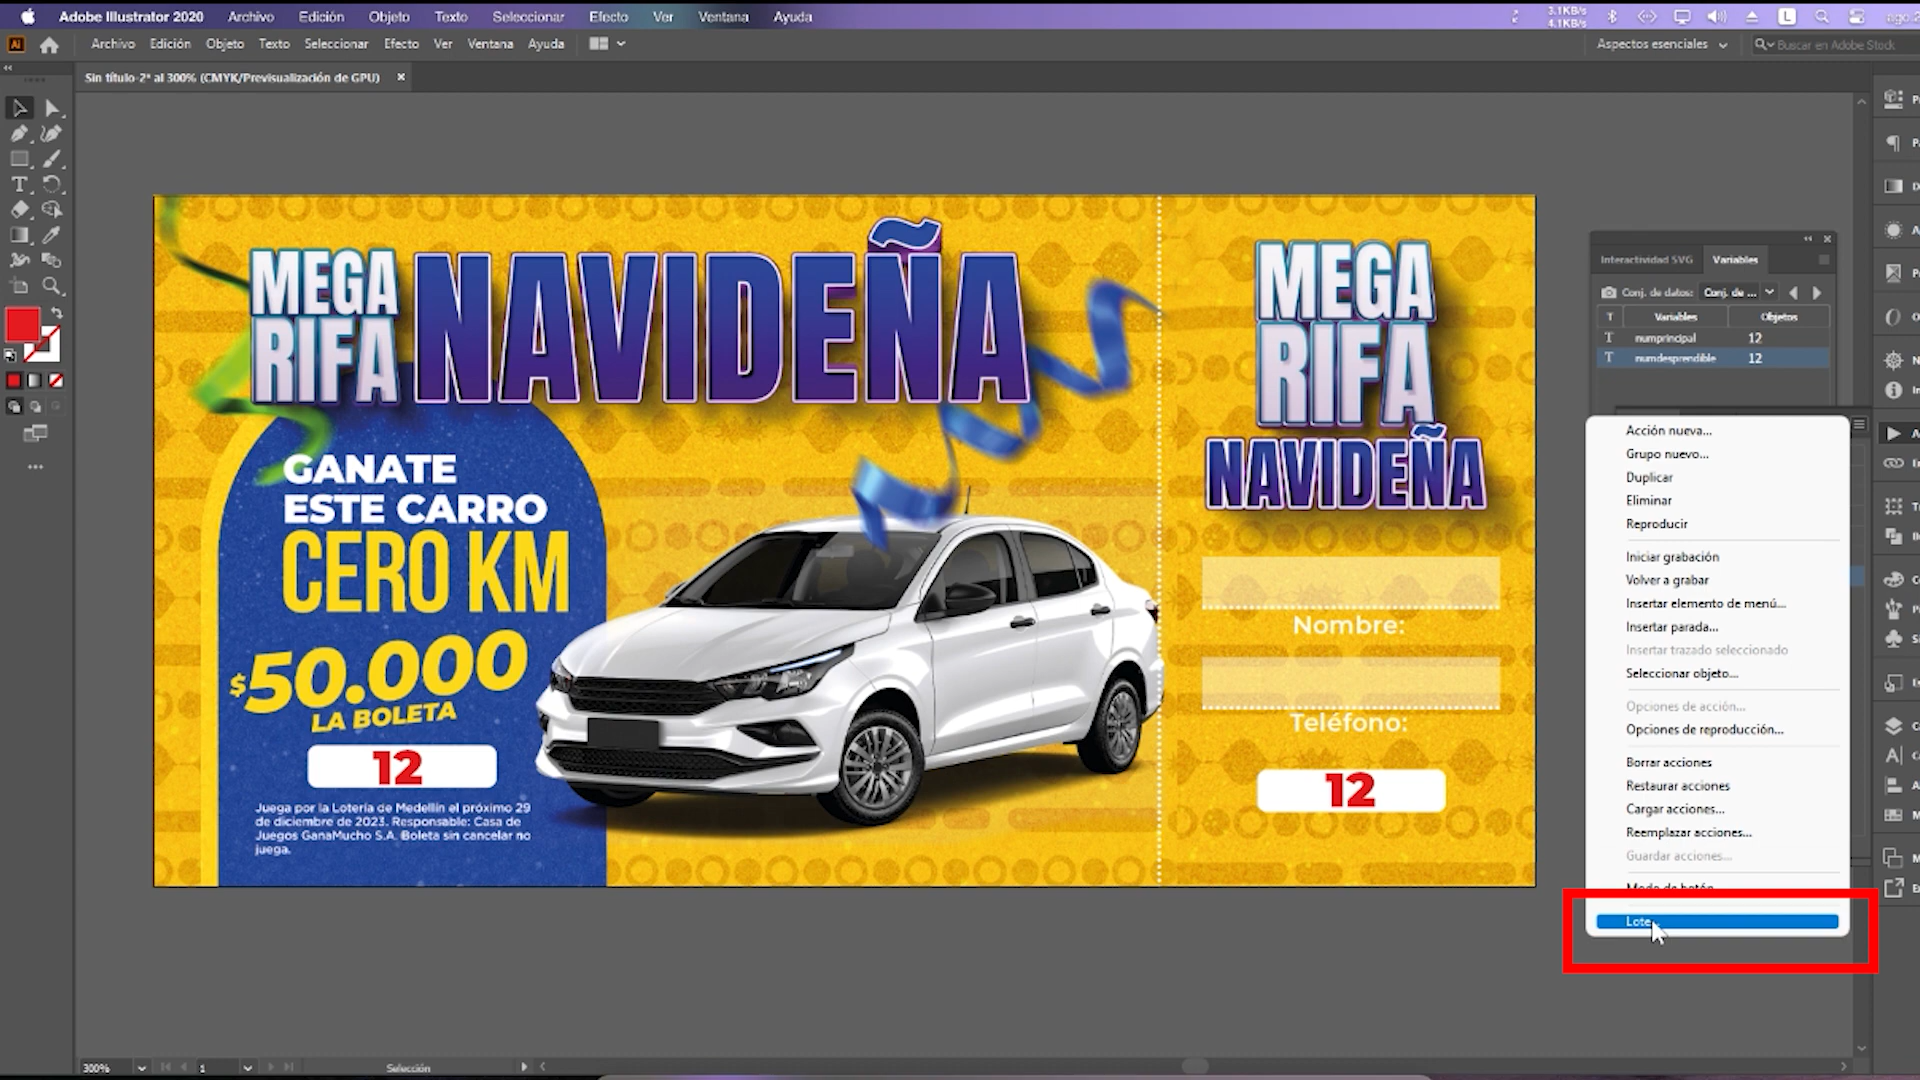 Adobe Illustrator 2020 Archivo Edición Objeto Texto Seleccionar Efecto Ver Ventana Ayuda
3.1KB/s
4.1KB/s
L
Ai Archivo Edición Objeto Texto Seleccionar Efecto Ver Ventana Ayuda
Aspectos esenciales
Buscar en Adobe Stock
Sin título-2* al 300% (CMYK/Previsualización de GPU)
MEGA
RIFA
NAVIDEÑA
GANATE
ESTE CARRO
CERO KM
$50.000
LA BOLETA
12
Juega por la Lotería de Medellín el próximo 29
de diciembre de 2023. Responsable: Casa de
Juegos GanaMucho S.A. Boleta sin cancelar no
juega.
MEGA
RIFA
NAVIDEÑA
Nombre:
Teléfono:
12
Interactividad SVG Variables
Conj. de datos: Conj. de ...
T Variables Objetos
T numprincipal 12
T numdesprendible 12
Acción nueva...
Grupo nuevo...
Duplicar
Eliminar
Reproducir
Iniciar grabación
Volver a grabar
Insertar elemento de menú...
Insertar parada...
Insertar trazado seleccionado
Seleccionar objeto...
Opciones de acción...
Opciones de reproducción...
Borrar acciones
Restaurar acciones
Cargar acciones...
Reemplazar acciones...
Guardar acciones...
Modo de botón
Lote...
300% 1 Selección